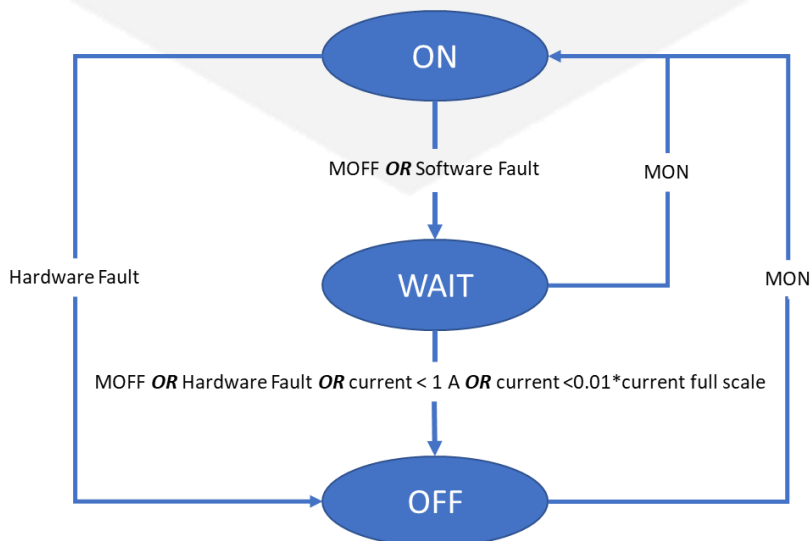 ON
MOFF OR Software Fault
MON
WAIT
Hardware Fault
MON
MOFF OR Hardware Fault OR current < 1 A OR current <0.01*current full scale
OFF